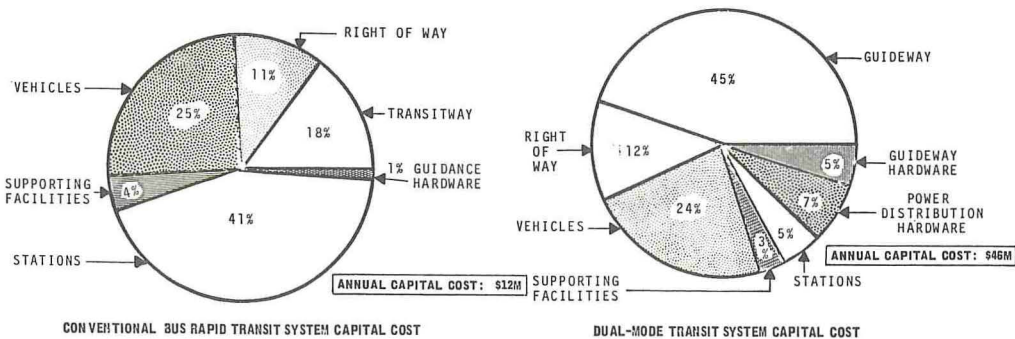 RIGHT OF WAY
VEHICLES
11%
25%
TRANSITWAY
18%
1%
GUIDANCE
HARDWARE
SUPPORTING
FACILITIES
4%
41%
STATIONS
ANNUAL CAPITAL COST: $12M
CONVENTIONAL BUS RAPID TRANSIT SYSTEM CAPITAL COST
GUIDEWAY
45%
RIGHT
OF
WAY
12%
5%
GUIDEWAY
HARDWARE
7%
POWER
DISTRIBUTION
HARDWARE
24%
VEHICLES
3
%
5%
STATIONS
SUPPORTING
FACILITIES
ANNUAL CAPITAL COST: $46M
DUAL-MODE TRANSIT SYSTEM CAPITAL COST